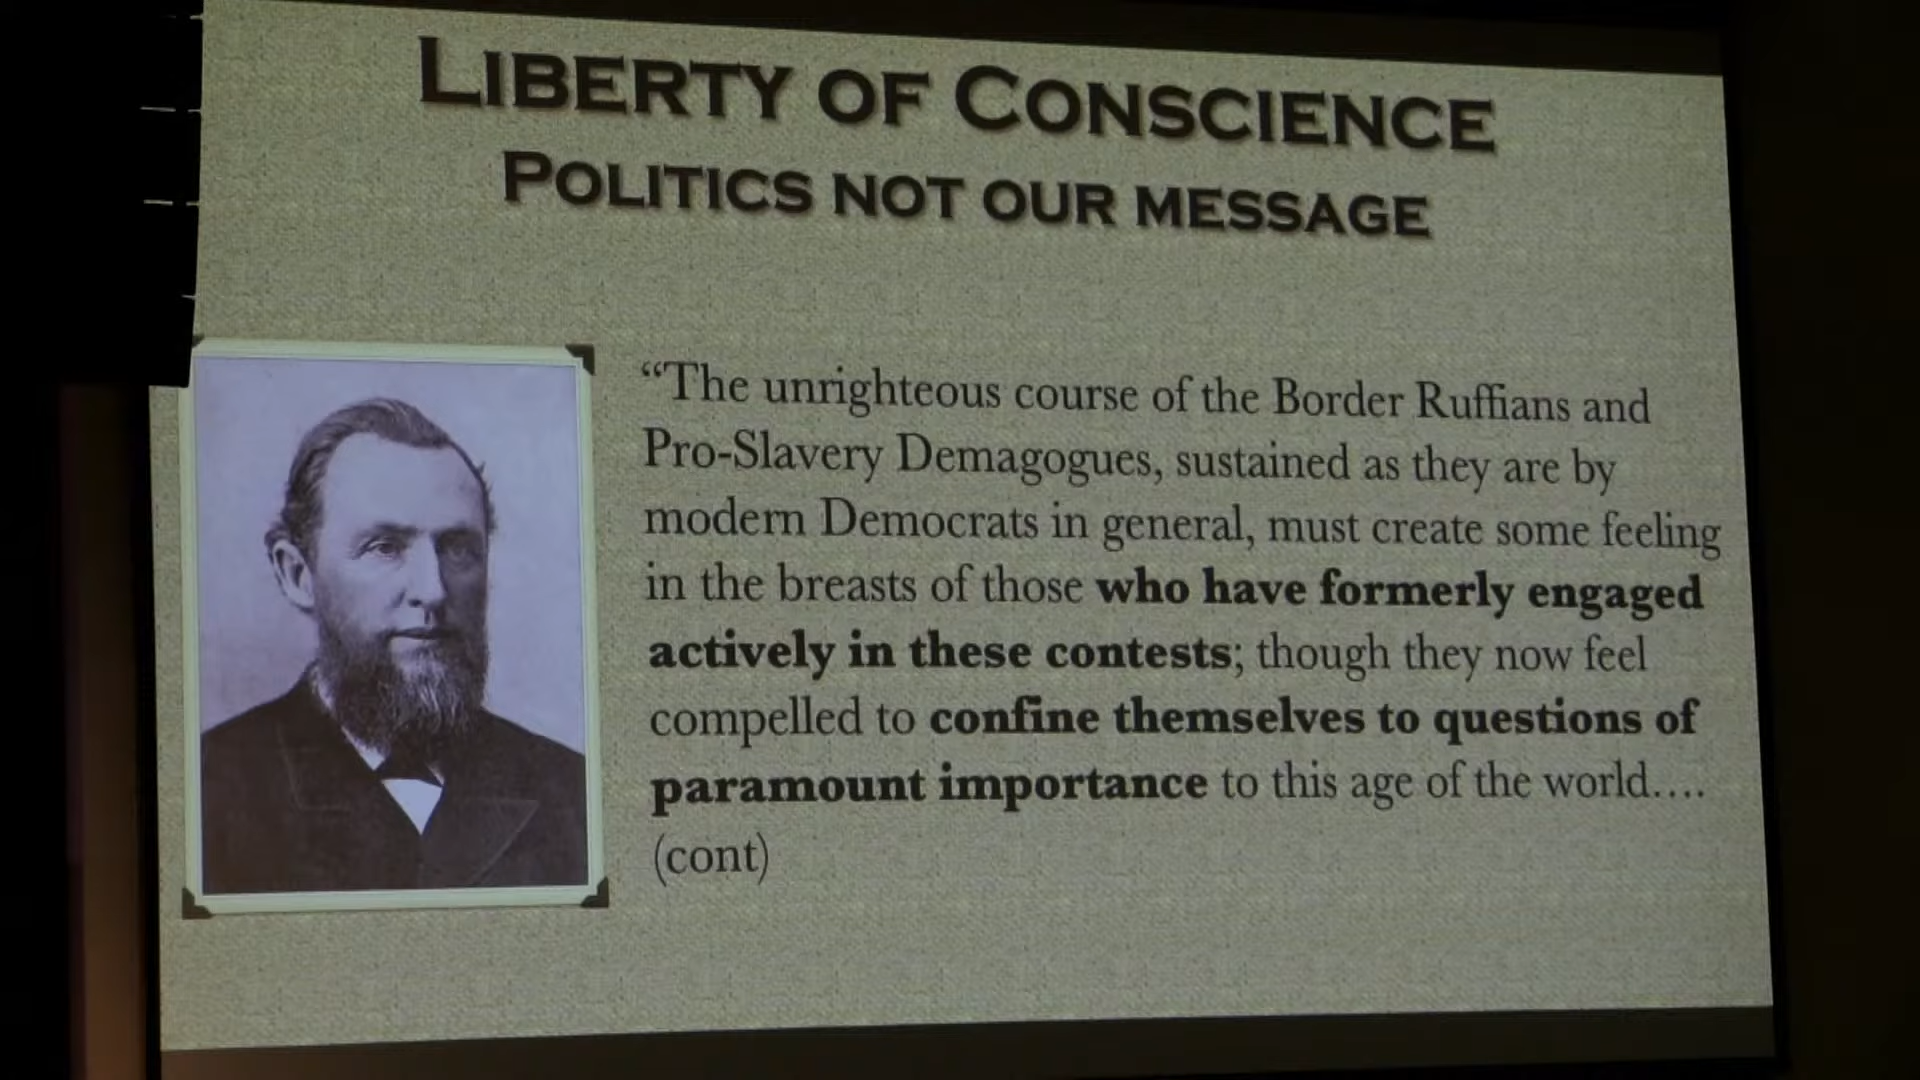 LIBERTY OF CONSCIENCE
POLITICS NOT OUR MESSAGE
“The unrighteous course of the Border Ruffians and
Pro-Slavery Demagogues, sustained as they are by
modern Democrats in general, must create some feeling
in the breasts of those who have formerly engaged
actively in these contests; though they now feel
compelled to confine themselves to questions of
paramount importance to this age of the world….
(cont)